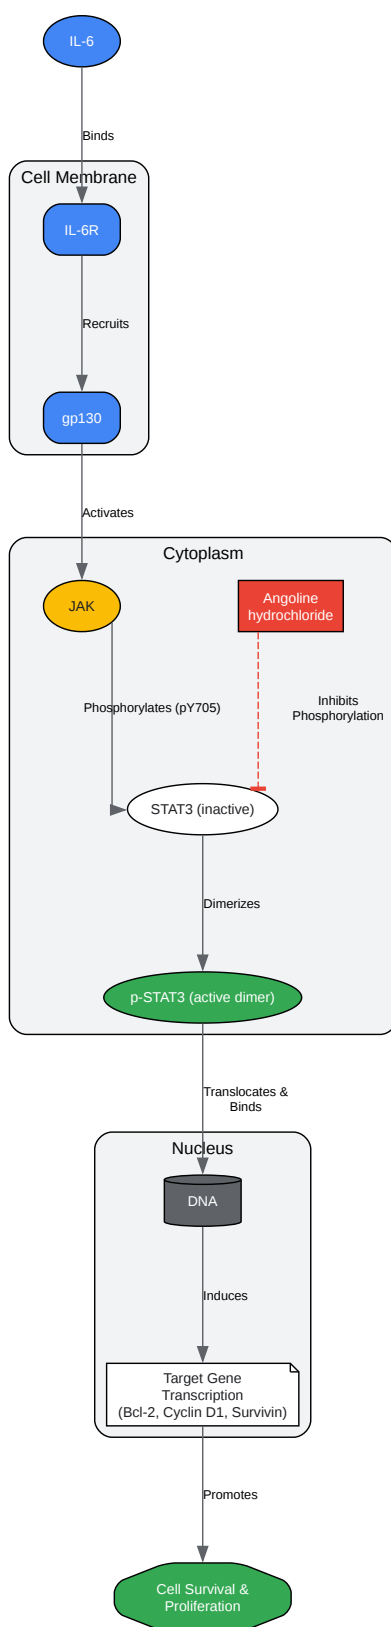 IL-6
Binds
Cell Membrane
IL-6R
Recruits
gp130
Activates
Cytoplasm
JAK
Angoline
hydrochloride
Phosphorylates (pY705)
Inhibits
Phosphorylation
STAT3 (inactive)
Dimerizes
p-STAT3 (active dimer)
Translocates &
Binds
Nucleus
DNA
Induces
Target Gene
Transcription
(Bcl-2, Cyclin D1, Survivin)
Promotes
Cell Survival &
Proliferation